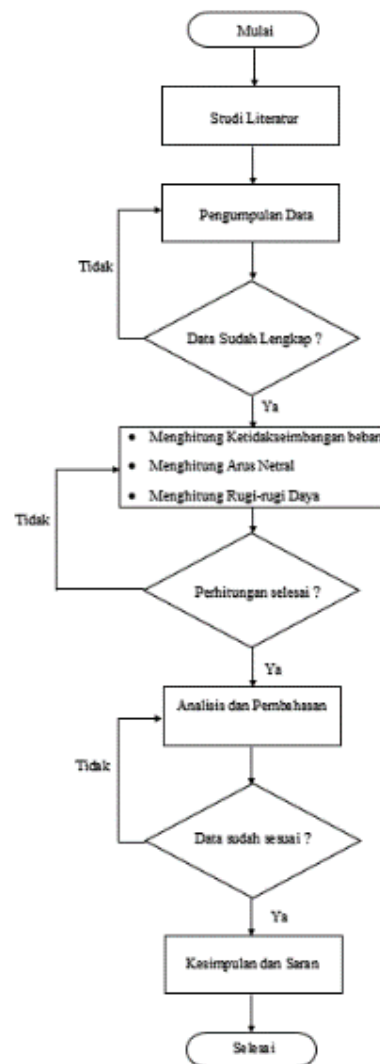 Mulai
Studi Literatur
Pengumpulan Data
Tidak
Data Sudah Lengkap ?
Ya
• Menghitung Ketidakseimbangan beban
• Menghitung Arus Netral
• Menghitung Rugi-rugi Daya
Tidak
Perhitungan selesai ?
Ya
Analisis dan Pembahasan
Tidak
Data sudah sesuai ?
Ya
Kesimpulan dan Saran
Selesai